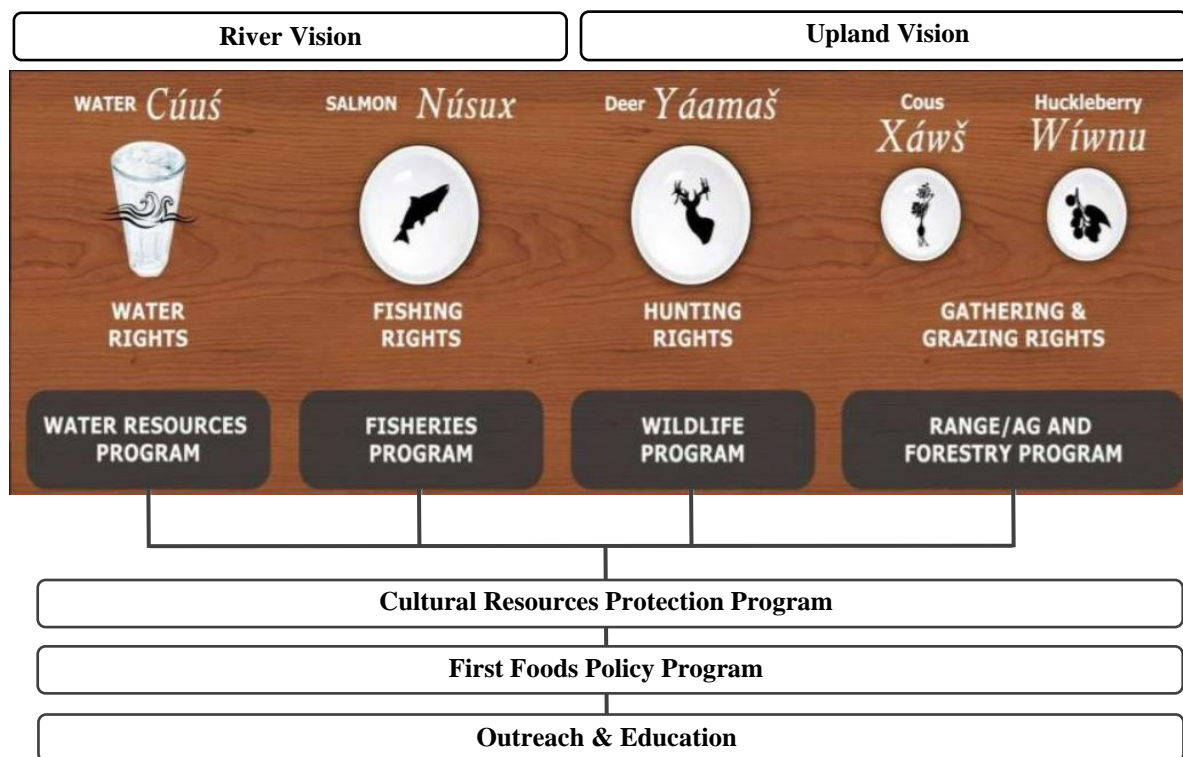 River Vision
Upland Vision
WATER Cúuś
SALMON Núsux
Deer Yáamaš
Cous
Xáwš
Huckleberry
Wíwnu
WATER
RIGHTS
FISHING
RIGHTS
HUNTING
RIGHTS
GATHERING &
GRAZING RIGHTS
WATER RESOURCES
PROGRAM
FISHERIES
PROGRAM
WILDLIFE
PROGRAM
RANGE/AG AND
FORESTRY PROGRAM
Cultural Resources Protection Program
First Foods Policy Program
Outreach & Education